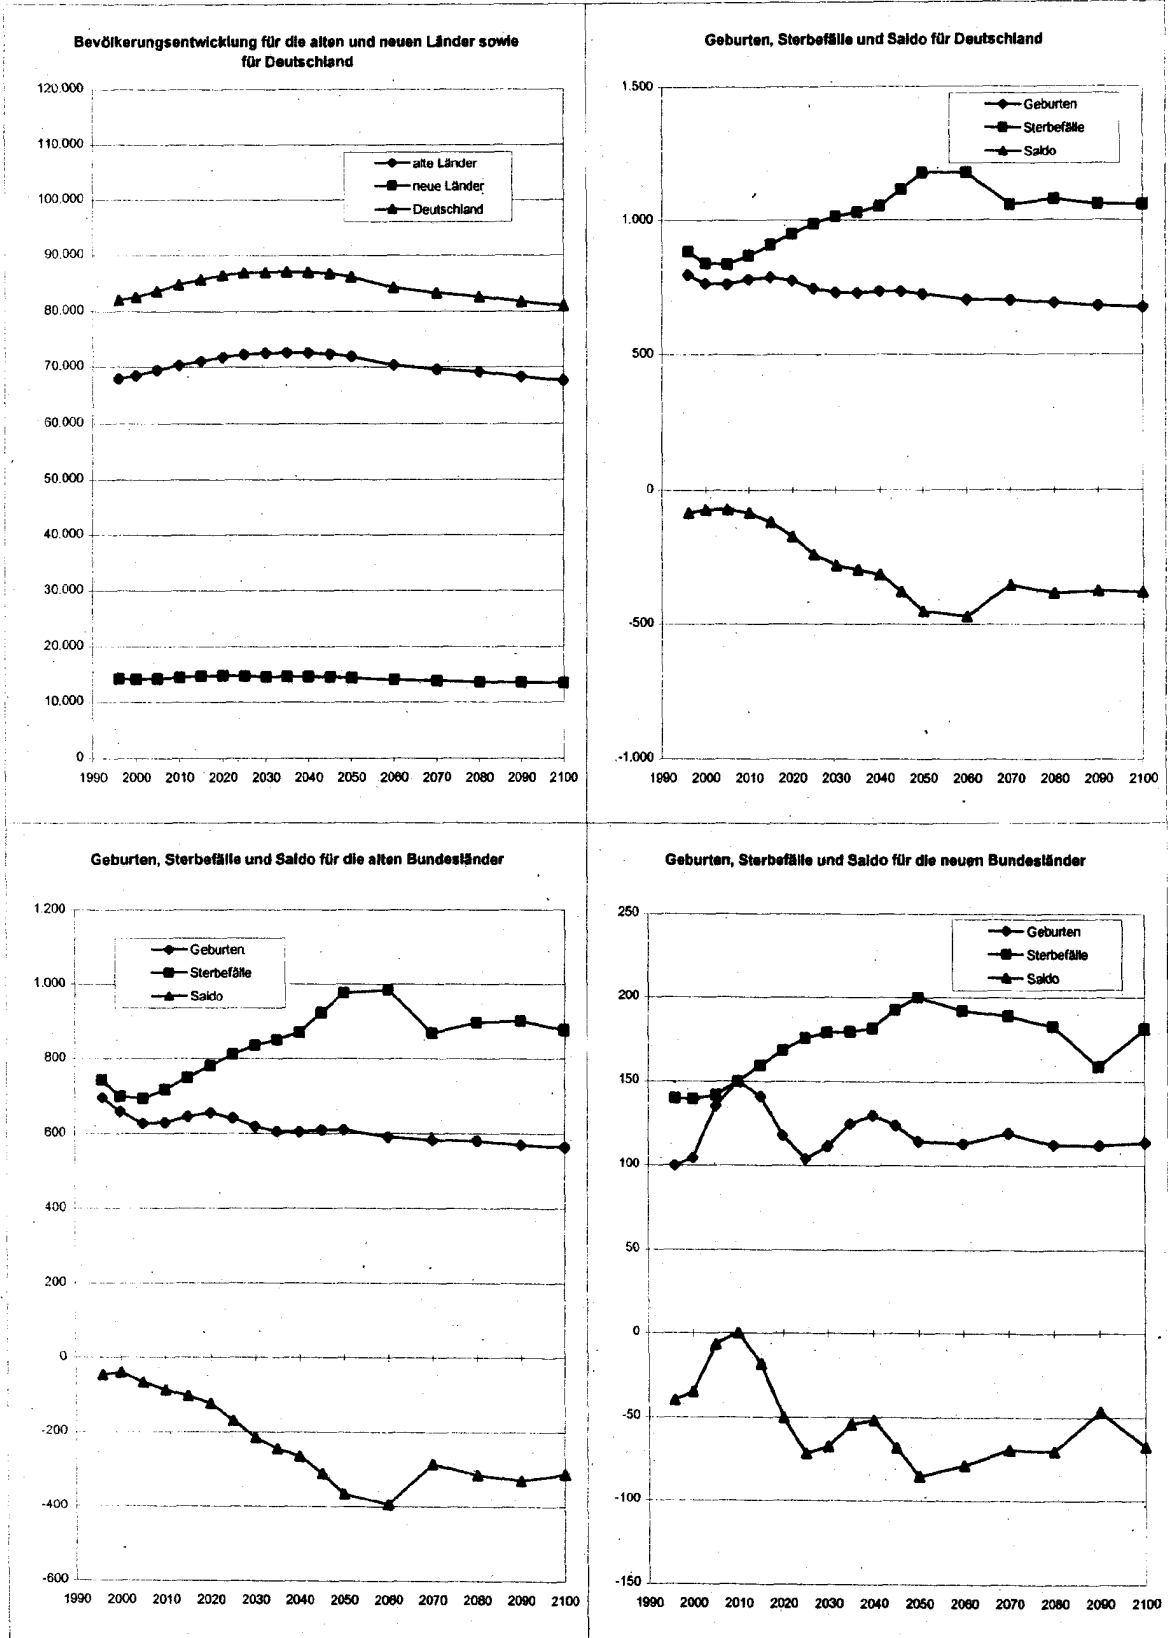 Bevölkerungsentwicklung für die alten und neuen Länder sowie
für Deutschland
120.000
110.000
100.000
90.000
80.000
70.000
60.000
50.000
40.000
30.000
20.000
10.000
0
alte Länder
neue Länder
Deutschland
1990 2000 2010 2020 2030 2040 2050 2060 2070 2080 2090 2100
Geburten, Sterbefälle und Saldo für Deutschland
1.500
1.000
500
0
-500
-1.000
Geburten
Sterbefälle
Saldo
1990 2000 2010 2020 2030 2040 2050 2060 2070 2080 2090 2100
Geburten, Sterbefälle und Saldo für die alten Bundesländer
1.200
1.000
800
600
400
200
0
-200
-400
-600
Geburten
Sterbefälle
Saldo
1990 2000 2010 2020 2030 2040 2050 2060 2070 2080 2090 2100
Geburten, Sterbefälle und Saldo für die neuen Bundesländer
250
200
150
100
50
0
-50
-100
-150
Geburten
Sterbefälle
Saldo
1990 2000 2010 2020 2030 2040 2050 2060 2070 2080 2090 2100